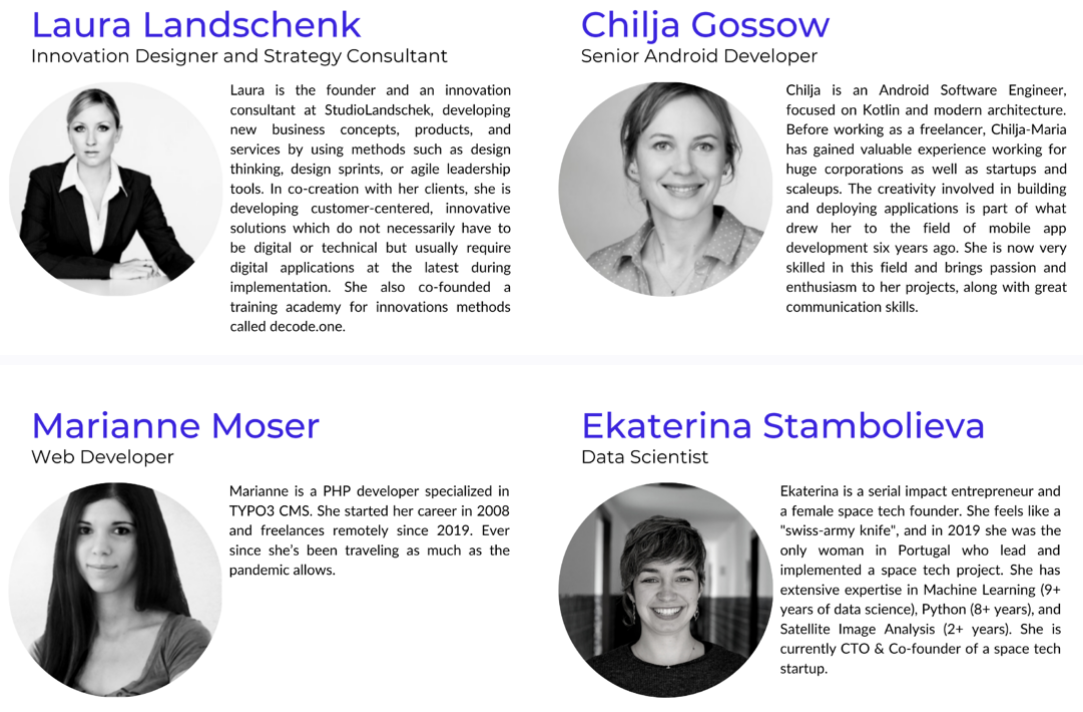 Laura Landschenk
Innovation Designer and Strategy Consultant
Laura is the founder and an innovation
consultant at StudioLandschek, developing
new business concepts, products, and
services by using methods such as design
thinking, design sprints, or agile leadership
tools. In co-creation with her clients, she is
developing customer-centered, innovative
solutions which do not necessarily have to
be digital or technical but usually require
digital applications at the latest during
implementation. She also co-founded a
training academy for innovations methods
called decode.one.
Chilja Gossow
Senior Android Developer
Chilja is an Android Software Engineer,
focused on Kotlin and modern architecture.
Before working as a freelancer, Chilja-Maria
has gained valuable experience working for
huge corporations as well as startups and
scaleups. The creativity involved in building
and deploying applications is part of what
drew her to the field of mobile app
development six years ago. She is now very
skilled in this field and brings passion and
enthusiasm to her projects, along with great
communication skills.
Marianne Moser
Web Developer
Marianne is a PHP developer specialized in
TYPO3 CMS. She started her career in 2008
and freelances remotely since 2019. Ever
since she's been traveling as much as the
pandemic allows.
Ekaterina Stambolieva
Data Scientist
Ekaterina is a serial impact entrepreneur and
a female space tech founder. She feels like a
"swiss-army knife", and in 2019 she was the
only woman in Portugal who lead and
implemented a space tech project. She has
extensive expertise in Machine Learning (9+
years of data science), Python (8+ years), and
Satellite Image Analysis (2+ years). She is
currently CTO & Co-founder of a space tech
startup.